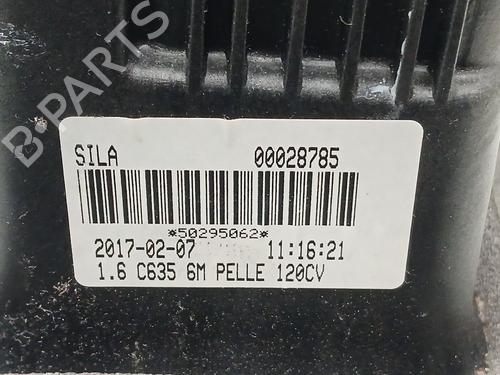 B-PARTS
SILA 00028785
*50295062*
2017-02-07 11:16:21
1.6 C635 6M PELLE 120CV